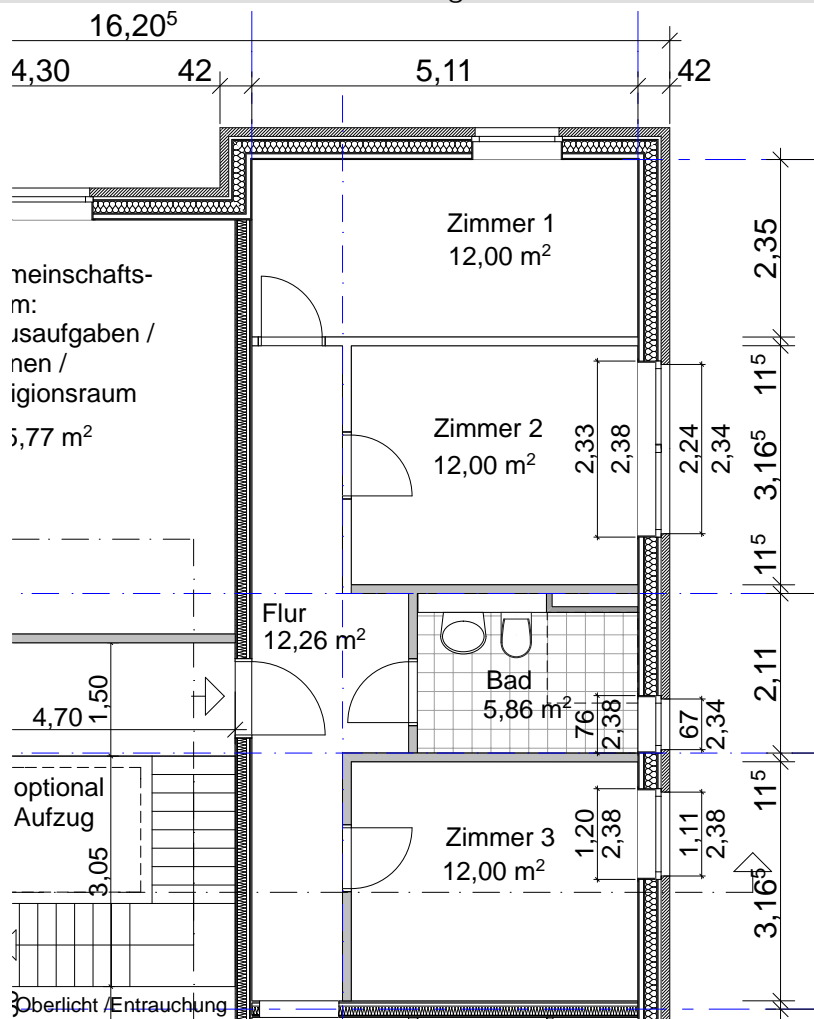 16,20⁵
4,30
42
5,11
42
Zimmer 1
12,00 m²
2,35
meinschafts-
m:
usaufgaben /
nen /
igionsraum
5,77 m²
Zimmer 2
12,00 m²
2,33
2,38
2,24
2,34
11⁵
3,16⁵
11⁵
Flur
12,26 m²
Bad
5,86 m²
76
2,38
67
2,34
2,11
4,70
1,50
optional
Aufzug
3,05
Zimmer 3
12,00 m²
1,20
2,38
1,11
2,38
11⁵
3,16⁵
Oberlicht /Entrauchung